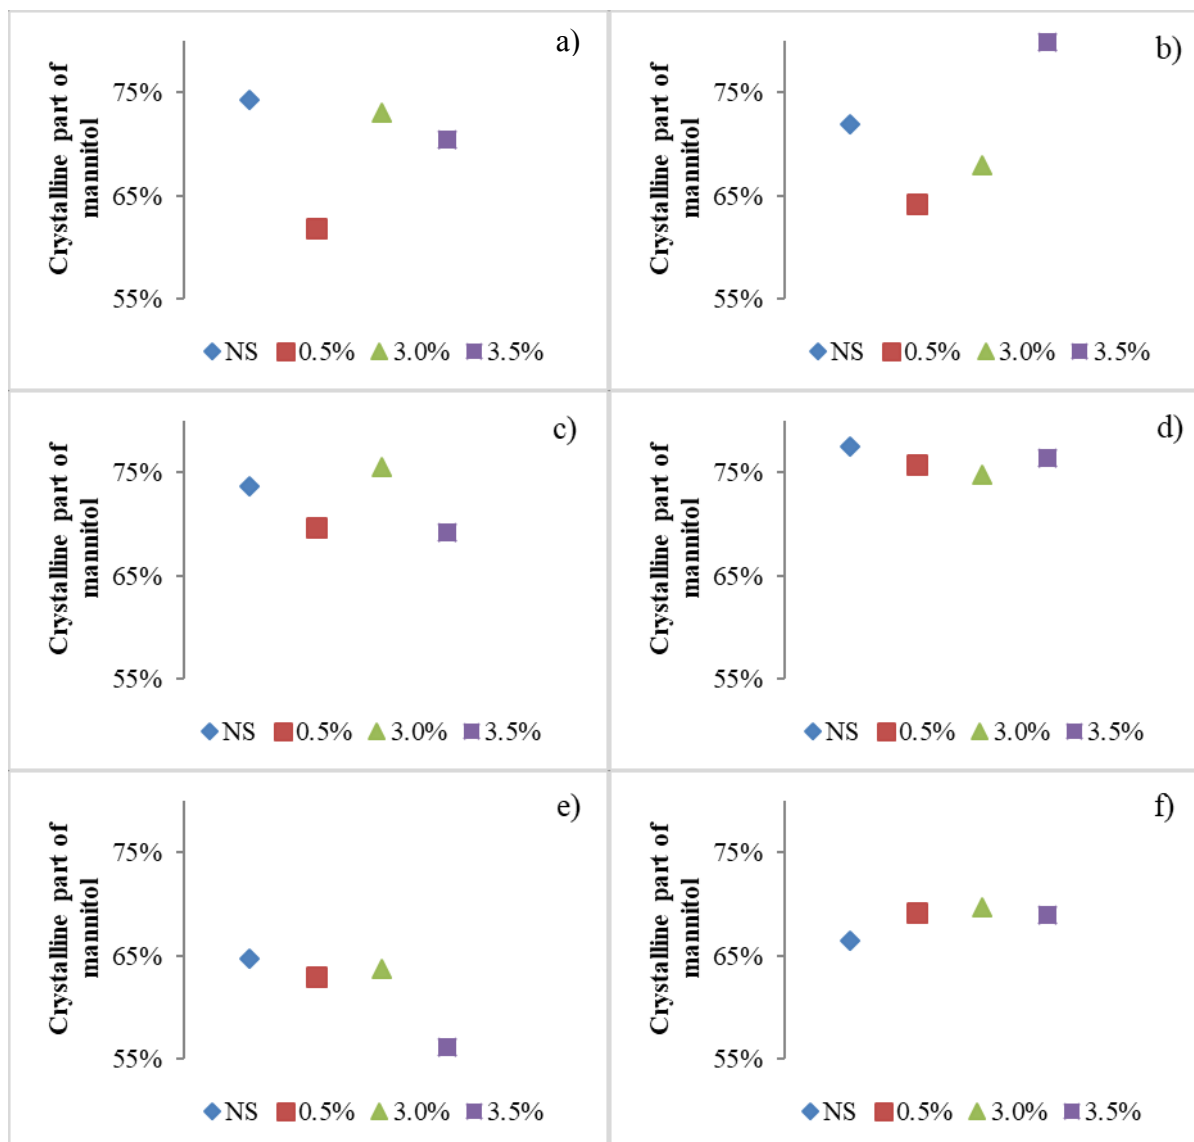 a)
Crystalline part of
mannitol
75%
65%
55%
NS 0.5% 3.0% 3.5%
b)
Crystalline part of
mannitol
75%
65%
55%
NS 0.5% 3.0% 3.5%
c)
Crystalline part of
mannitol
75%
65%
55%
NS 0.5% 3.0% 3.5%
d)
Crystalline part of
mannitol
75%
65%
55%
NS 0.5% 3.0% 3.5%
e)
Crystalline part of
mannitol
75%
65%
55%
NS 0.5% 3.0% 3.5%
f)
Crystalline part of
mannitol
75%
65%
55%
NS 0.5% 3.0% 3.5%